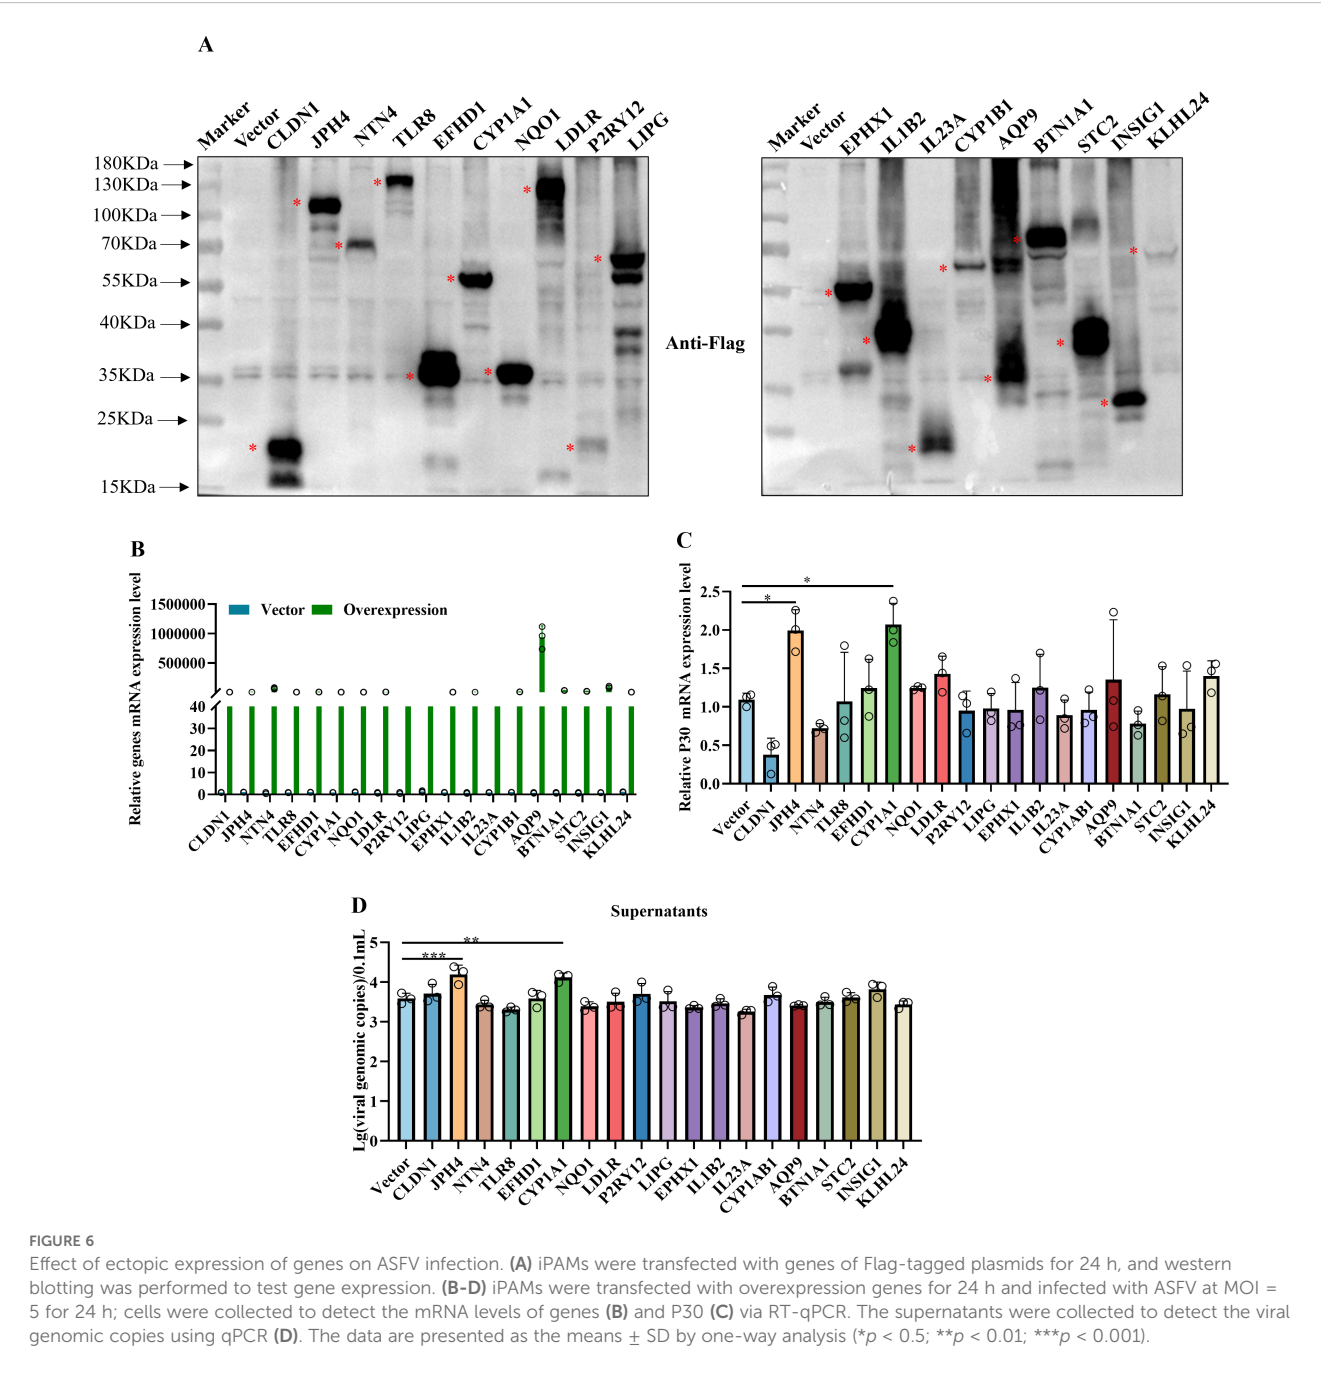 A
Marker Vector CLDN1 JPH4 NTN4 TLR8 EFHD1 CYP1A1 NQO1 LDLR P2RY12 LIPG
Marker Vector EPHX1 IL1B2 IL23A CYP1B1 AQP9 BTN1A1 STC2 INSIG1 KLHL24
180KDa
130KDa
100KDa
70KDa
55KDa
40KDa
35KDa
25KDa
15KDa
* * * * * * * * * * *
Anti-Flag
* * * * * * * * *
B
Relative genes mRNA expression level
1500000
1000000
500000
40
30
20
10
0
Vector Overexpression
CLDN1 JPH4 NTN4 TLR8 EFHD1 CYP1A1 NQO1 LDLR P2RY12 LIPG EPHX1 IL1B2 IL23A CYP1B1 AQP9 BTN1A1 STC2 INSIG1 KLHL24
C
Relative P30 mRNA expression level
2.5
2.0
1.5
1.0
0.5
0.0
*
*
Vector CLDN1 JPH4 NTN4 TLR8 EFHD1 CYP1A1 NQO1 LDLR P2RY12 LIPG EPHX1 IL1B2 IL23A CYP1AB1 AQP9 BTN1A1 STC2 INSIG1 KLHL24
D
Supernatants
Lg(viral genomic copies)/0.1mL
5
4
3
2
1
0
**
***
Vector CLDN1 JPH4 NTN4 TLR8 EFHD1 CYP1A1 NQO1 LDLR P2RY12 LIPG EPHX1 IL1B2 IL23A CYP1AB1 AQP9 BTN1A1 STC2 INSIG1 KLHL24
FIGURE 6
Effect of ectopic expression of genes on ASFV infection. (A) iPAMs were transfected with genes of Flag-tagged plasmids for 24 h, and western
blotting was performed to test gene expression. (B-D) iPAMs were transfected with overexpression genes for 24 h and infected with ASFV at MOI =
5 for 24 h; cells were collected to detect the mRNA levels of genes (B) and P30 (C) via RT-qPCR. The supernatants were collected to detect the viral
genomic copies using qPCR (D). The data are presented as the means ± SD by one-way analysis (*p < 0.5; **p < 0.01; ***p < 0.001).